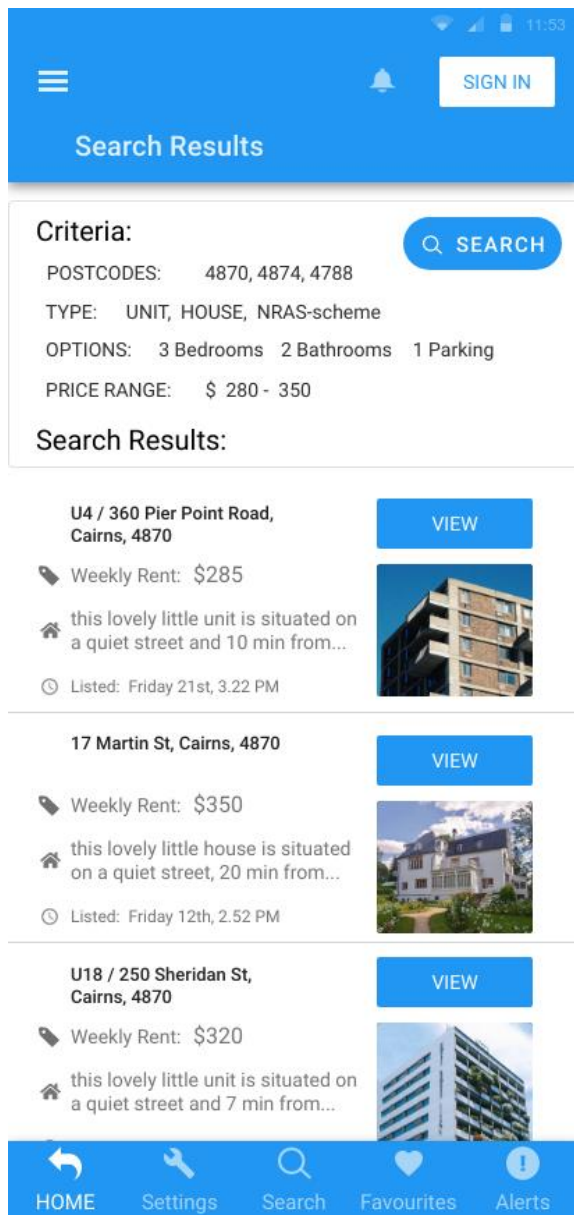 11:53
SIGN IN
Search Results
Criteria:
SEARCH
POSTCODES: 4870, 4874, 4788
TYPE: UNIT, HOUSE, NRAS-scheme
OPTIONS: 3 Bedrooms 2 Bathrooms 1 Parking
PRICE RANGE: $ 280 - 350
Search Results:
U4 / 360 Pier Point Road,
Cairns, 4870
VIEW
Weekly Rent: $285
this lovely little unit is situated on
a quiet street and 10 min from...
Listed: Friday 21st, 3.22 PM
17 Martin St, Cairns, 4870
VIEW
Weekly Rent: $350
this lovely little house is situated
on a quiet street, 20 min from...
Listed: Friday 12th, 2.52 PM
U18 / 250 Sheridan St,
Cairns, 4870
VIEW
Weekly Rent: $320
this lovely little unit is situated on
a quiet street and 7 min from...
HOME Settings Search Favourites Alerts